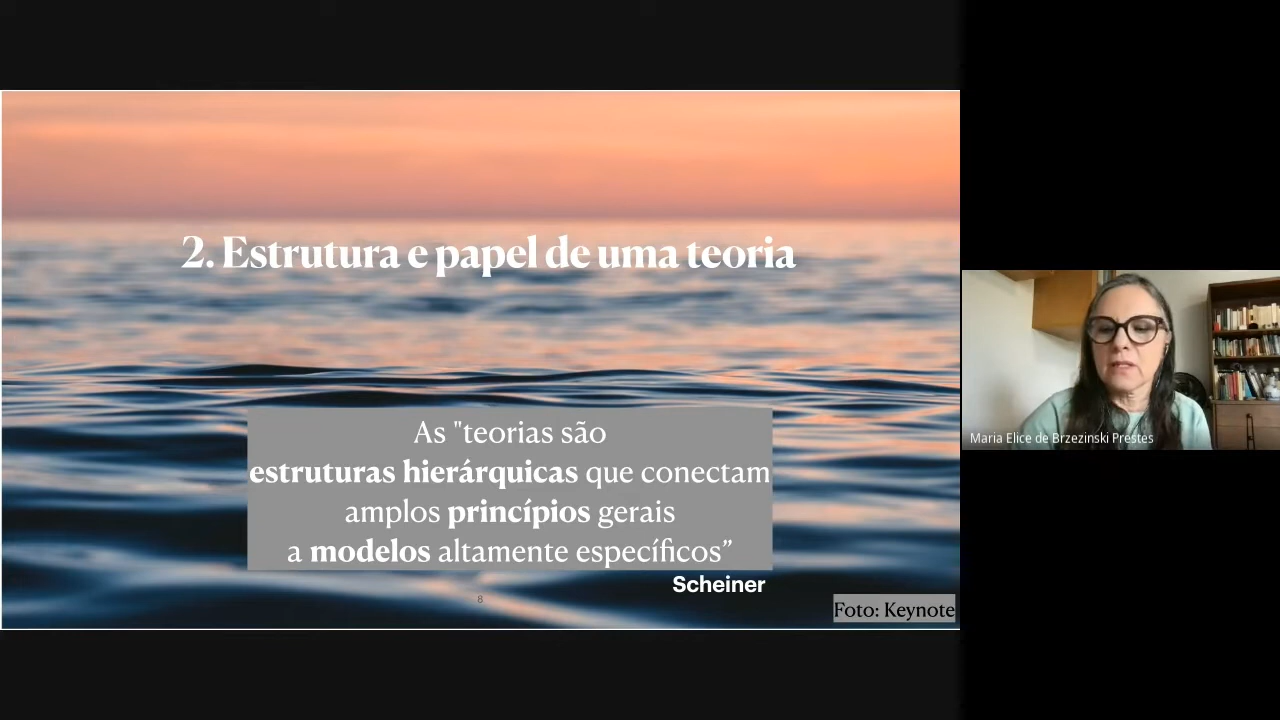 2. Estrutura e papel de uma teoria
As "teorias são
estruturas hierárquicas que conectam
amplos princípios gerais
a modelos altamente específicos”
Scheiner
8
Foto: Keynote
Maria Elice de Brzezinski Prestes